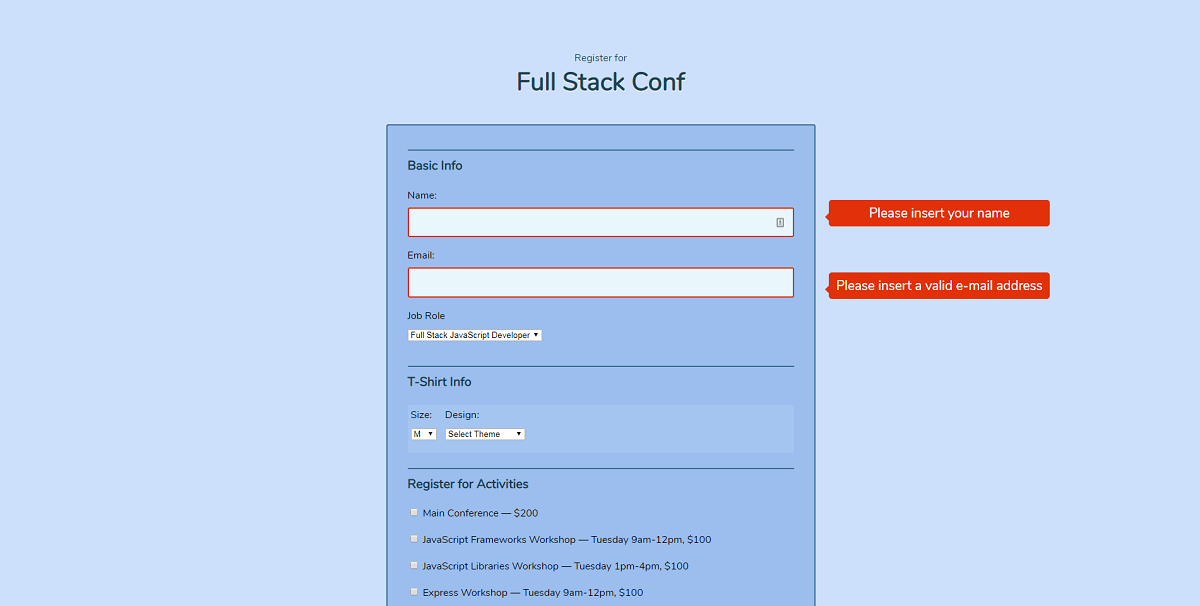 Register for
Full Stack Conf
Basic Info
Name:
Please insert your name
Email:
Please insert a valid e-mail address
Job Role
Full Stack JavaScript Developer
T-Shirt Info
Size: Design:
M Select Theme
Register for Activities
Main Conference — $200
JavaScript Frameworks Workshop — Tuesday 9am-12pm, $100
JavaScript Libraries Workshop — Tuesday 1pm-4pm, $100
Express Workshop — Tuesday 9am-12pm, $100